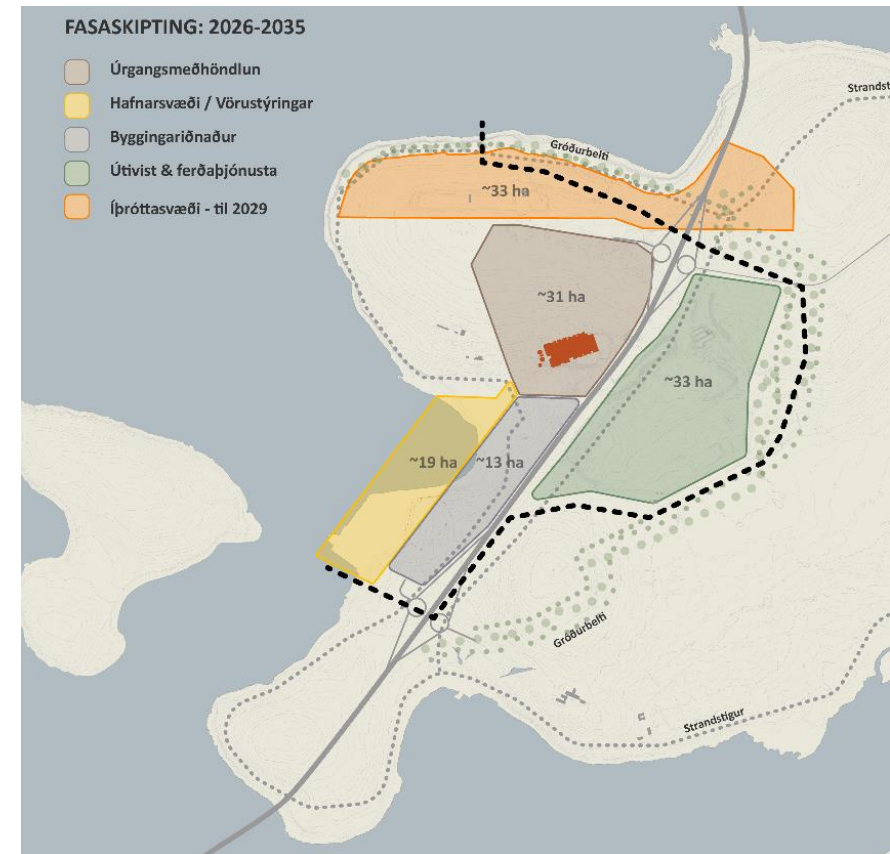 FASASKIPTING: 2026-2035
Úrgangsmeðhöndlun
Hafnarsvæði / Vörustýringar
Byggingariðnaður
Útivist & ferðaþjónusta
Íþróttasvæði - til 2029
Strandst
Gróðurbelti
~33 ha
~31 ha
~33 ha
~19 ha
~13 ha
Gróðurbelti
Strandstígur